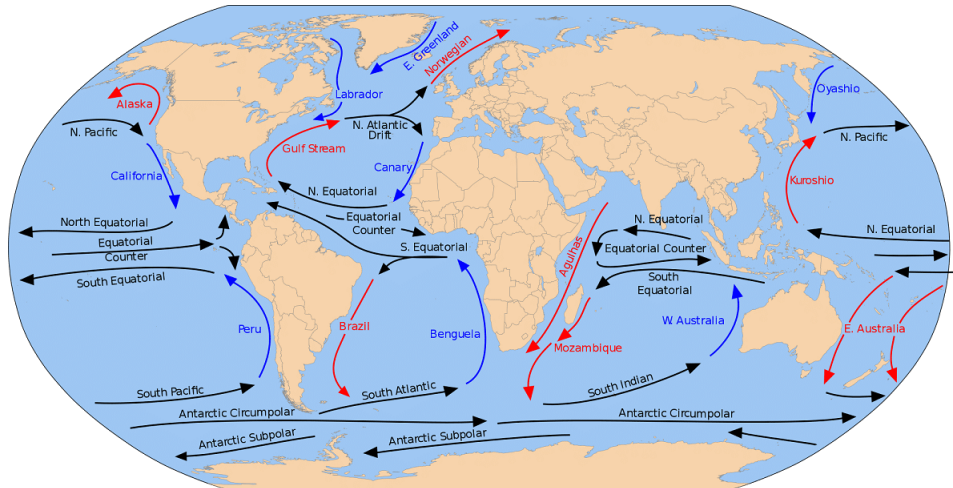 E. Greenland
Norwegian
Alaska
Labrador
Oyashio
N. Pacific
N. Atlantic
Drift
N. Pacific
Gulf Stream
California
Canary
Kuroshio
N. Equatorial
North Equatorial
Equatorial
Counter
N. Equatorial
N. Equatorial
Equatorial
Counter
S. Equatorial
Equatorial Counter
Agulhas
South Equatorial
South
Equatorial
Peru
Brazil
Benguela
W. Australia
E. Australia
Mozambique
South Pacific
South Atlantic
South Indian
Antarctic Circumpolar
Antarctic Circumpolar
Antarctic Subpolar
Antarctic Subpolar